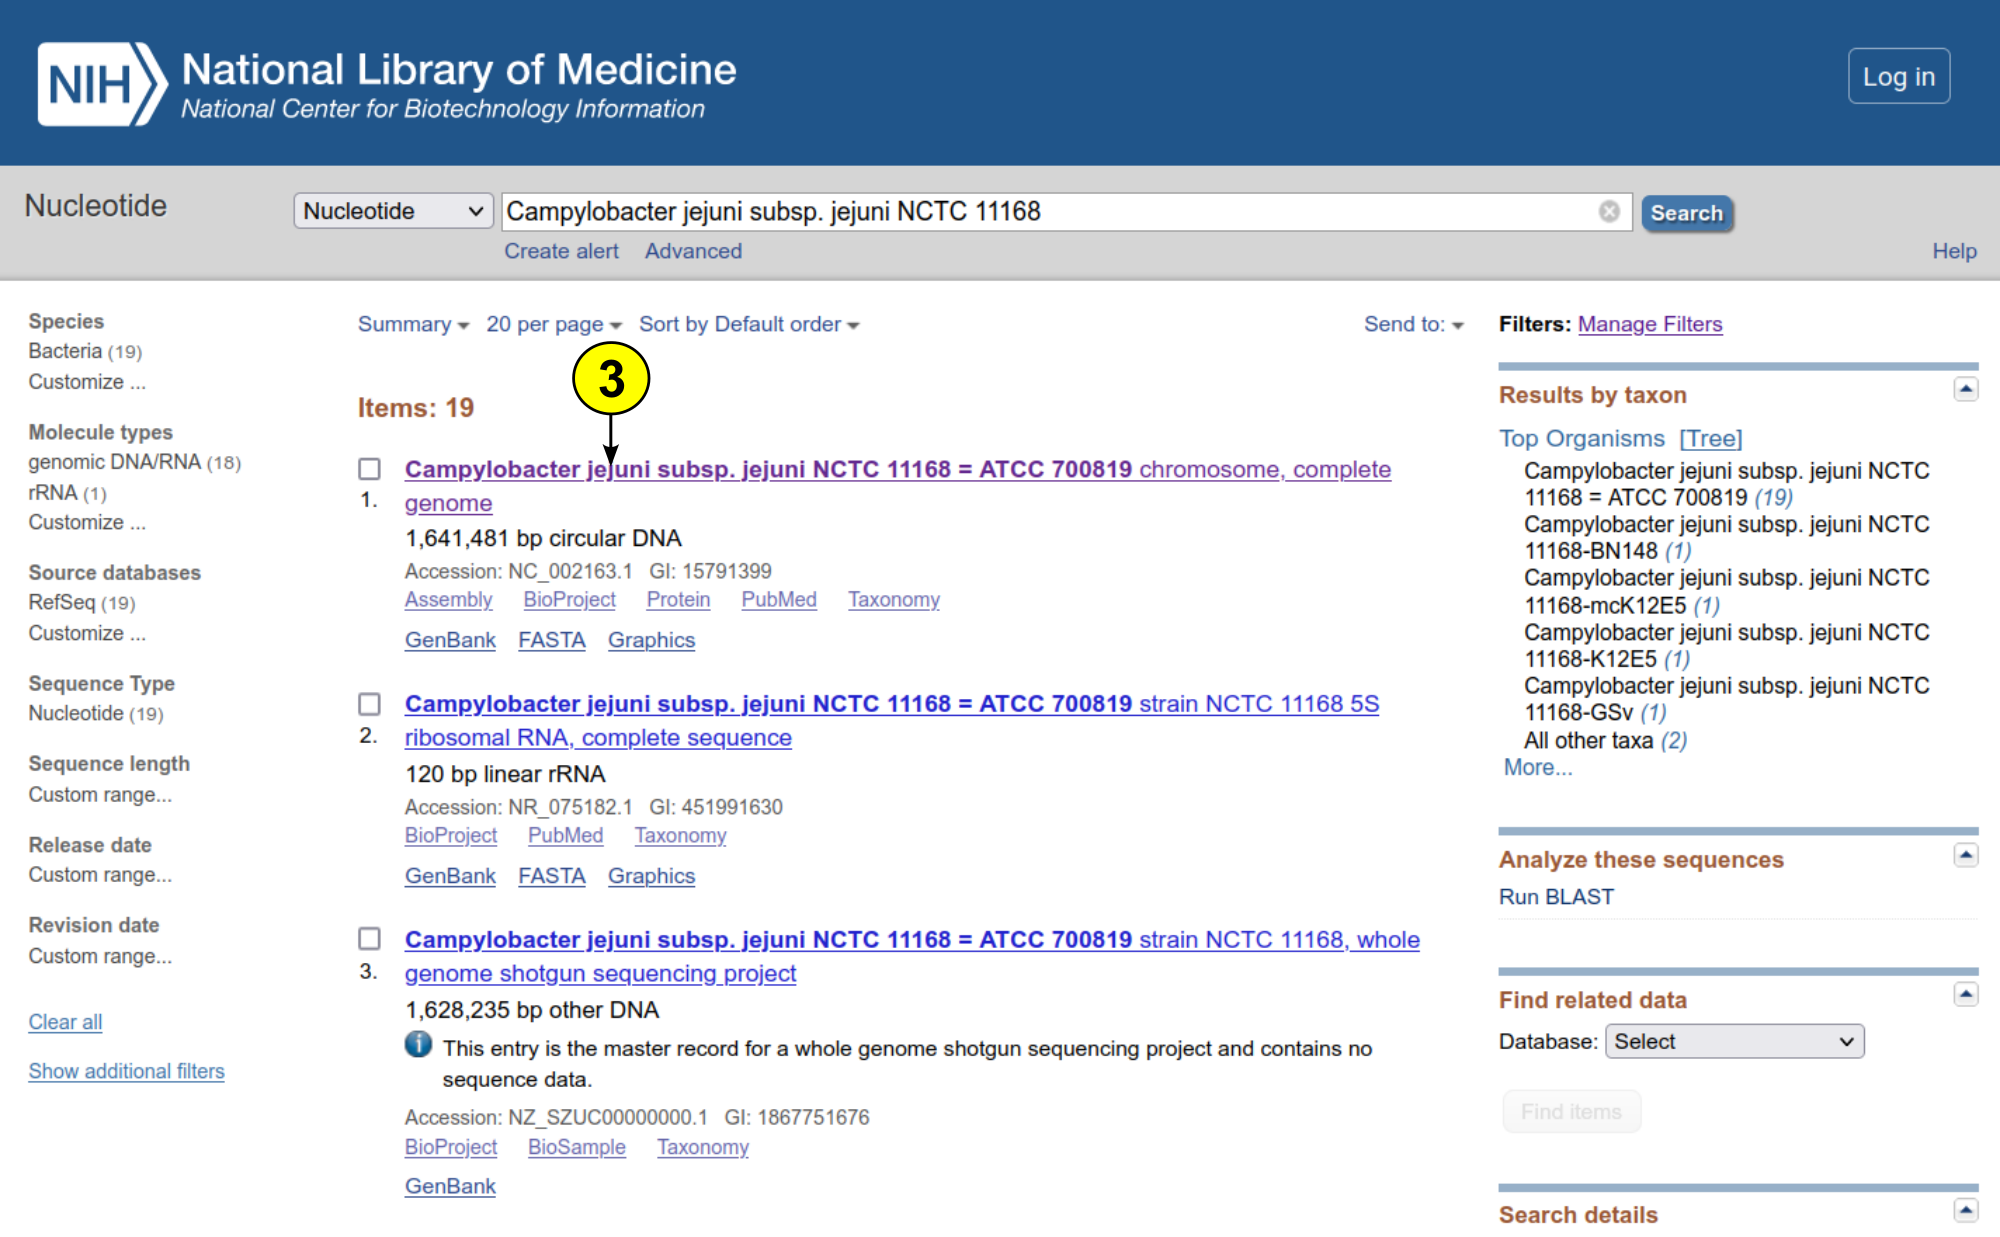 NIH National Library of Medicine
National Center for Biotechnology Information
Log in
Nucleotide
Nucleotide
Campylobacter jejuni subsp. jejuni NCTC 11168
Search
Create alert Advanced
Help
Species
Bacteria (19)
Customize ...
Molecule types
genomic DNA/RNA (18)
rRNA (1)
Customize ...
Source databases
RefSeq (19)
Customize ...
Sequence Type
Nucleotide (19)
Sequence length
Custom range...
Release date
Custom range...
Revision date
Custom range...
Clear all
Show additional filters
Summary 20 per page Sort by Default order
Send to:
3
Items: 19
Campylobacter jejuni subsp. jejuni NCTC 11168 = ATCC 700819 chromosome, complete
1. genome
1,641,481 bp circular DNA
Accession: NC_002163.1 GI: 15791399
Assembly BioProject Protein PubMed Taxonomy
GenBank FASTA Graphics
Campylobacter jejuni subsp. jejuni NCTC 11168 = ATCC 700819 strain NCTC 11168 5S
2. ribosomal RNA, complete sequence
120 bp linear rRNA
Accession: NR_075182.1 GI: 451991630
BioProject PubMed Taxonomy
GenBank FASTA Graphics
Campylobacter jejuni subsp. jejuni NCTC 11168 = ATCC 700819 strain NCTC 11168, whole
3. genome shotgun sequencing project
1,628,235 bp other DNA
i This entry is the master record for a whole genome shotgun sequencing project and contains no
sequence data.
Accession: NZ_SZUC00000000.1 GI: 1867751676
BioProject BioSample Taxonomy
GenBank
Filters: Manage Filters
Results by taxon
Top Organisms [Tree]
Campylobacter jejuni subsp. jejuni NCTC
11168 = ATCC 700819 (19)
Campylobacter jejuni subsp. jejuni NCTC
11168-BN148 (1)
Campylobacter jejuni subsp. jejuni NCTC
11168-mcK12E5 (1)
Campylobacter jejuni subsp. jejuni NCTC
11168-K12E5 (1)
Campylobacter jejuni subsp. jejuni NCTC
11168-GSv (1)
All other taxa (2)
More...
Analyze these sequences
Run BLAST
Find related data
Database: Select
Find items
Search details